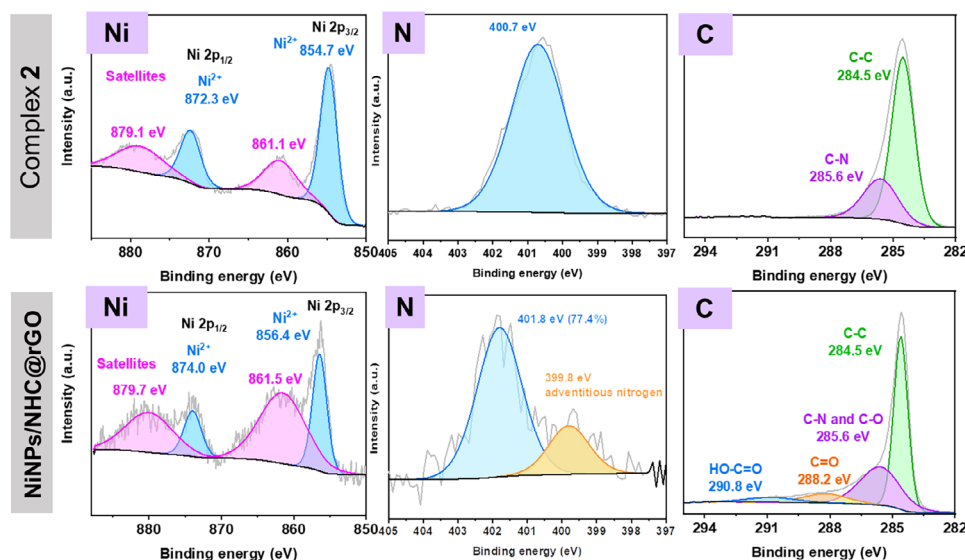 Complex 2
Ni
Ni 2p1/2
Ni 2p3/2
Ni2+
854.7 eV
Satellites
Ni2+
872.3 eV
879.1 eV
861.1 eV
Intensity (a.u.)
880 870 860 850
Binding energy (eV)
N
400.7 eV
Intensity (a.u.)
405 404 403 402 401 400 399 398 397
Binding energy (eV)
C
C-C
284.5 eV
C-N
285.6 eV
Intensity (a.u.)
294 291 288 285 282
Binding energy (eV)
NiNPs/NHC@rGO
Ni
Ni 2p3/2
Ni2+
856.4 eV
Ni 2p1/2
Ni2+
874.0 eV
Satellites
879.7 eV
861.5 eV
Intensity (a.u.)
880 870 860 850
Binding energy (eV)
N
401.8 eV (77.4%)
399.8 eV
adventitious nitrogen
Intensity (a.u.)
405 404 403 402 401 400 399 398 397
Binding energy (eV)
C
C-C
284.5 eV
C-N and C-O
285.6 eV
HO-C=O
290.8 eV
C=O
288.2 eV
Intensity (a.u.)
294 291 288 285 282
Binding energy (eV)